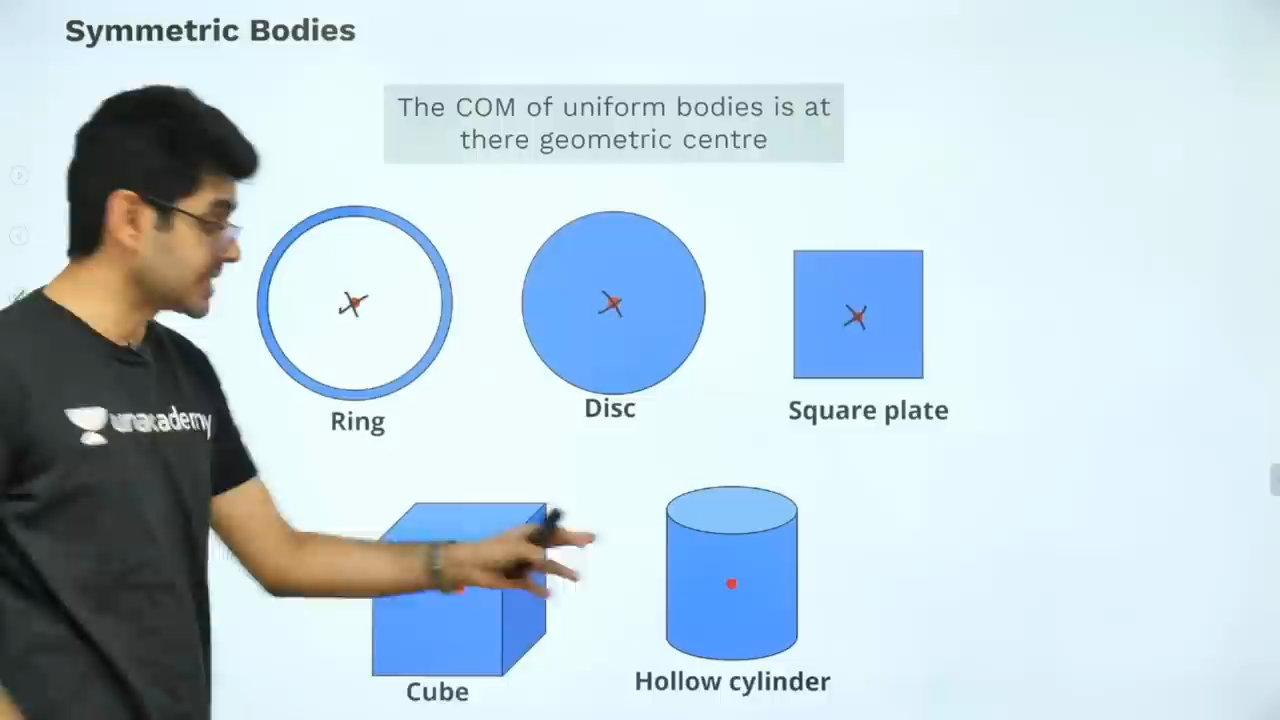 Symmetric Bodies
The COM of uniform bodies is at
there geometric centre
Ring
Disc
Square plate
unacademy
Cube
Hollow cylinder